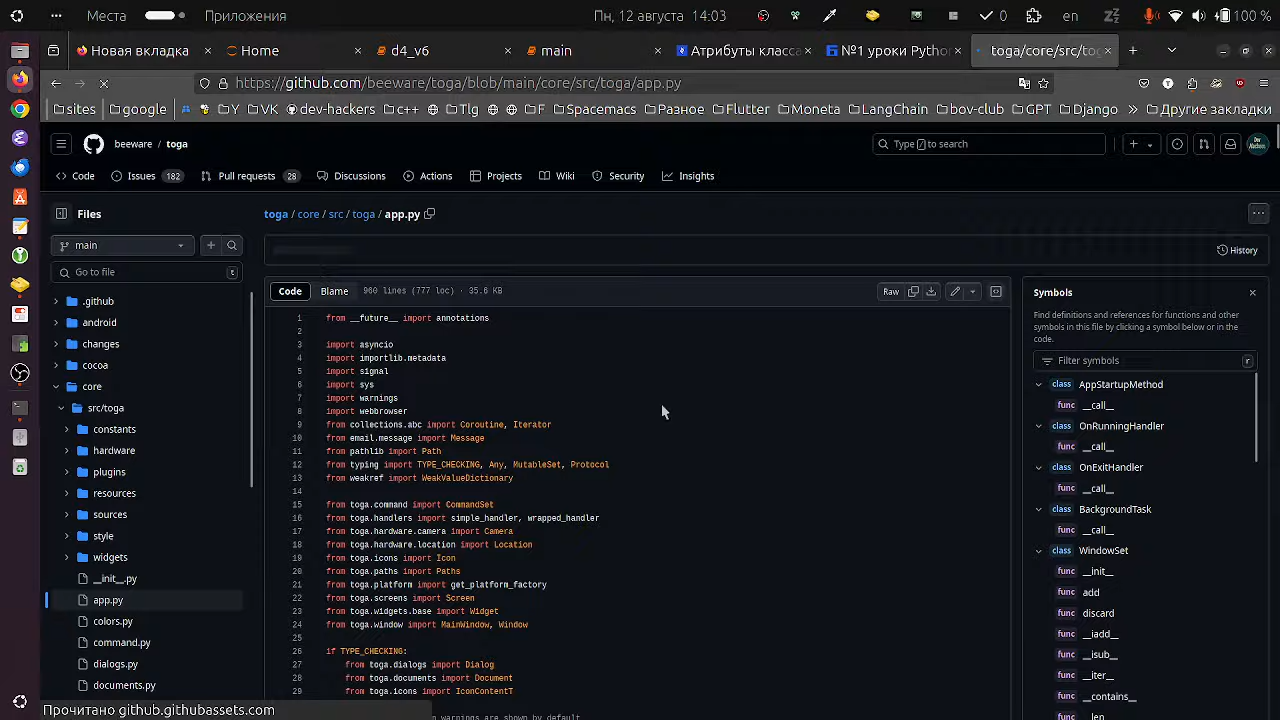 Места
Приложения
Пн, 12 августа 14:03
0
en
100 %
Новая вкладка
Home
d4_v6
main
Атрибуты класса
№1 уроки Pytho
toga/core/src/tog
https://github.com/beeware/toga/blob/main/core/src/toga/app.py
sites
google
Y
VK
dev-hackers
c++
Tlg
F
Spacemacs
Разное
Flutter
Moneta
LangChain
bov-club
GPT
Django
Другие закладки
beeware / toga
Type / to search
Code
Issues 182
Pull requests 28
Discussions
Actions
Projects
Wiki
Security
Insights
Files
main
Go to file
t
.github
android
changes
cocoa
core
src/toga
constants
hardware
plugins
resources
sources
style
widgets
__init__.py
app.py
colors.py
command.py
dialogs.py
documents.py
toga / core / src / toga / app.py
History
Code
Blame
960 lines (777 loc) · 35.6 KB
Raw
1 from __future__ import annotations
2
3 import asyncio
4 import importlib.metadata
5 import signal
6 import sys
7 import warnings
8 import webbrowser
9 from collections.abc import Coroutine, Iterator
10 from email.message import Message
11 from pathlib import Path
12 from typing import TYPE_CHECKING, Any, MutableSet, Protocol
13 from weakref import WeakValueDictionary
14
15 from toga.command import CommandSet
16 from toga.handlers import simple_handler, wrapped_handler
17 from toga.hardware.camera import Camera
18 from toga.hardware.location import Location
19 from toga.icons import Icon
20 from toga.paths import Paths
21 from toga.platform import get_platform_factory
22 from toga.screens import Screen
23 from toga.widgets.base import Widget
24 from toga.window import MainWindow, Window
25
26 if TYPE_CHECKING:
27 from toga.dialogs import Dialog
28 from toga.documents import Document
29 from toga.icons import IconContentT
warnings are shown by default
Symbols
Find definitions and references for functions and other
symbols in this file by clicking a symbol below or in the
code.
Filter symbols
r
class AppStartupMethod
func __call__
class OnRunningHandler
func __call__
class OnExitHandler
func __call__
class BackgroundTask
func __call__
class WindowSet
func __init__
func add
func discard
func __iadd__
func __isub__
func __iter__
func __contains__
func __len__
Прочитано github.githubassets.com